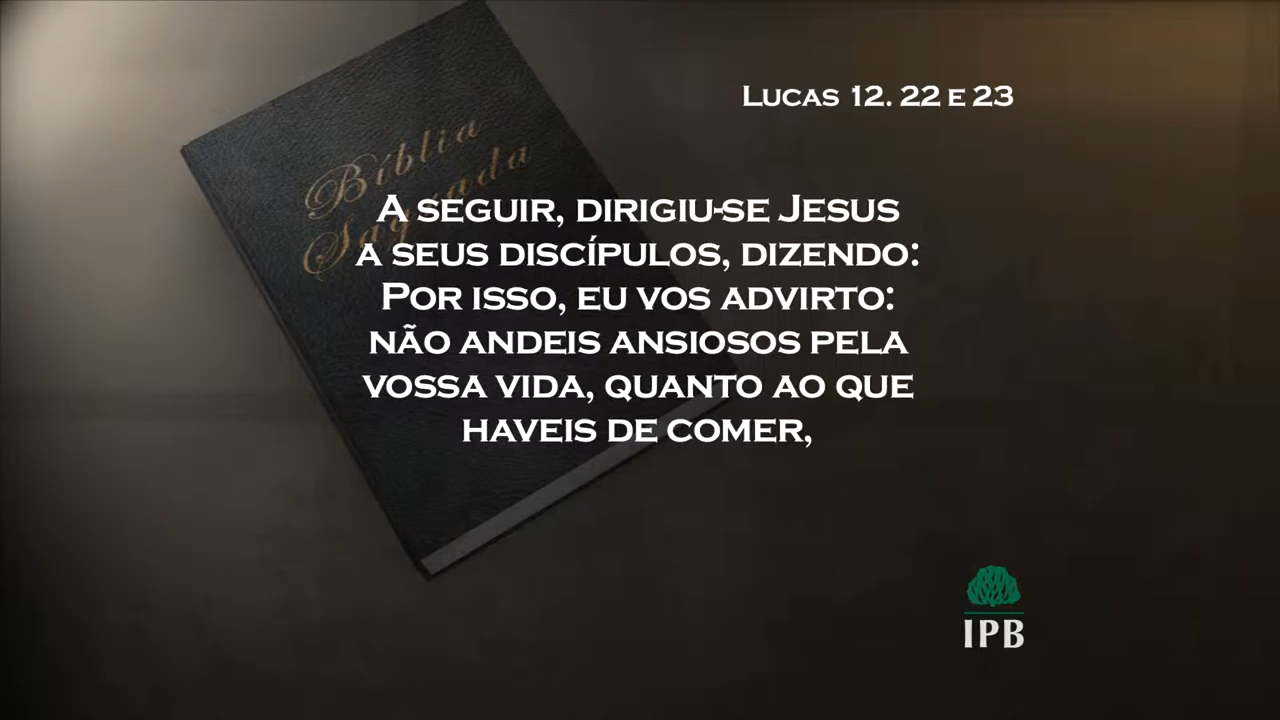 Lucas 12. 22 e 23
Bíblia
Sagrada
A seguir, dirigiu-se Jesus
a seus discípulos, dizendo:
Por isso, eu vos advirto:
não andeis ansiosos pela
vossa vida, quanto ao que
haveis de comer,
IPB